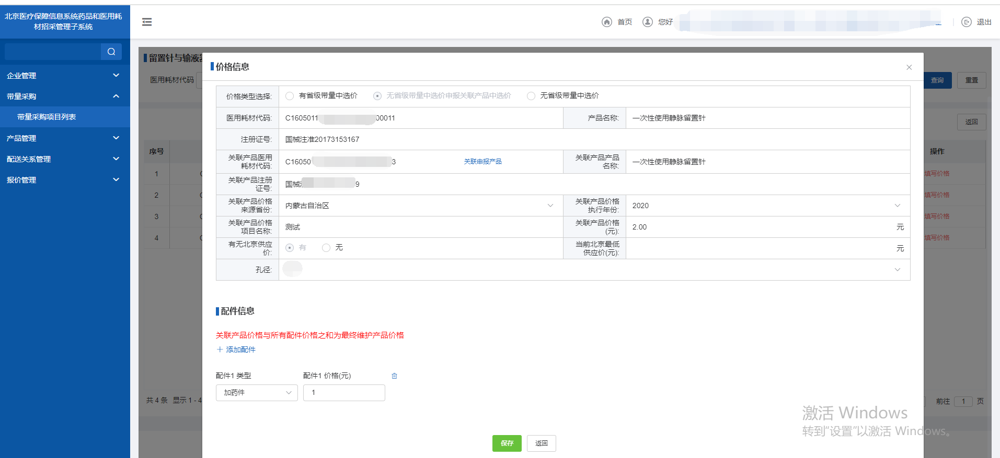 北京医疗保障信息系统药品和医用耗
材招采管理子系统
首页
您好
退出
企业管理
带量采购
带量采购项目列表
产品管理
配送关系管理
报价管理
留置针与输液
医用耗材代码
查询
重置
返回
序号
操作
1
填写价格
2
填写价格
3
填写价格
4
填写价格
共 4 条 显示 1 - 4
前往 1 页
价格信息
价格类型选择: 有省级带量中选价 无省级带量中选价申报关联产品中选价 无省级带量中选价
医用耗材代码: C1605011 00011 产品名称: 一次性使用静脉留置针
注册证号: 国械注准20173153167
关联产品医用
耗材代码: C16050 3 关联申报产品 关联产品产品
名称: 一次性使用静脉留置针
关联产品注册
证号: 国械 9
关联产品价格
来源省份: 内蒙古自治区 关联产品价格
执行年份: 2020
关联产品价格
项目名称: 测试 关联产品价格
(元): 2.00 元
有无北京供应
价: 有 无 当前北京最低
供应价(元): 元
孔径:
配件信息
关联产品价格与所有配件价格之和为最终维护产品价格
+ 添加配件
配件1 类型 配件1 价格(元)
加药件 1
保存 返回
激活 Windows
转到"设置"以激活 Windows。